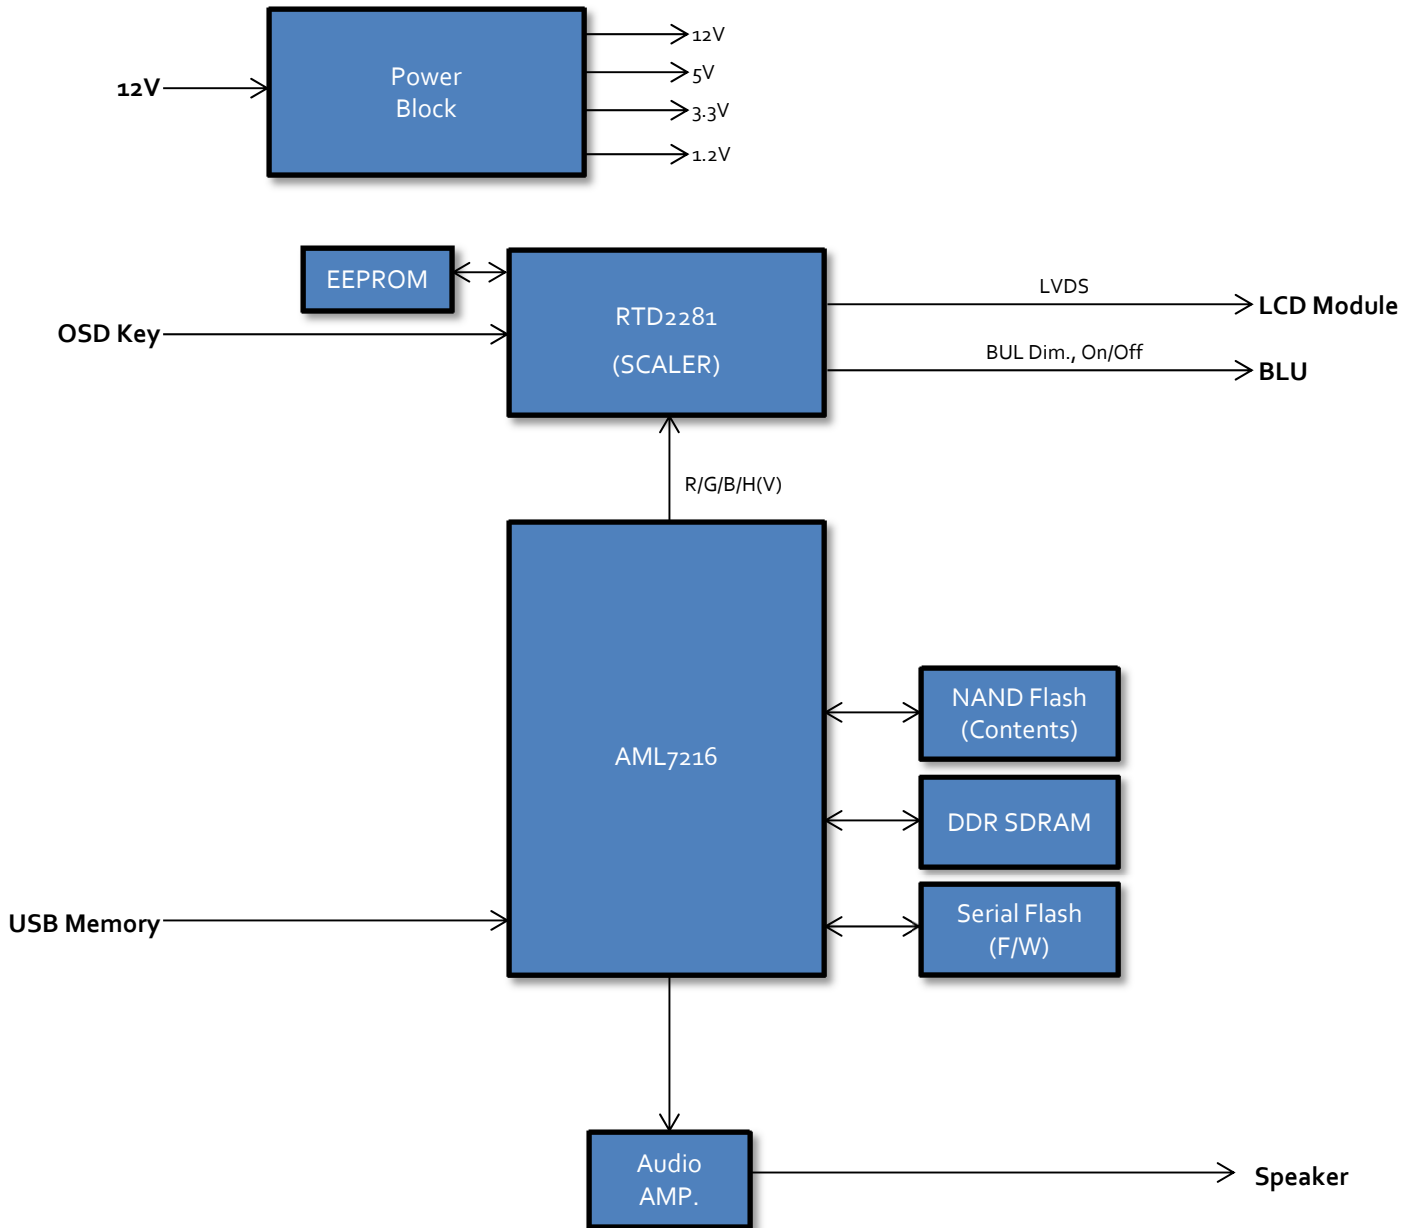 12V
Power
Block
12V
5V
3.3V
1.2V
EEPROM
OSD Key
RTD2281
(SCALER)
LVDS
LCD Module
BUL Dim., On/Off
BLU
R/G/B/H(V)
AML7216
NAND Flash
(Contents)
DDR SDRAM
Serial Flash
(F/W)
USB Memory
Audio
AMP.
Speaker